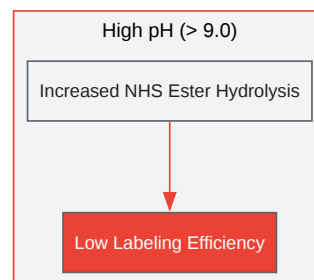 High pH (> 9.0)
Increased NHS Ester Hydrolysis
Low Labeling Efficiency